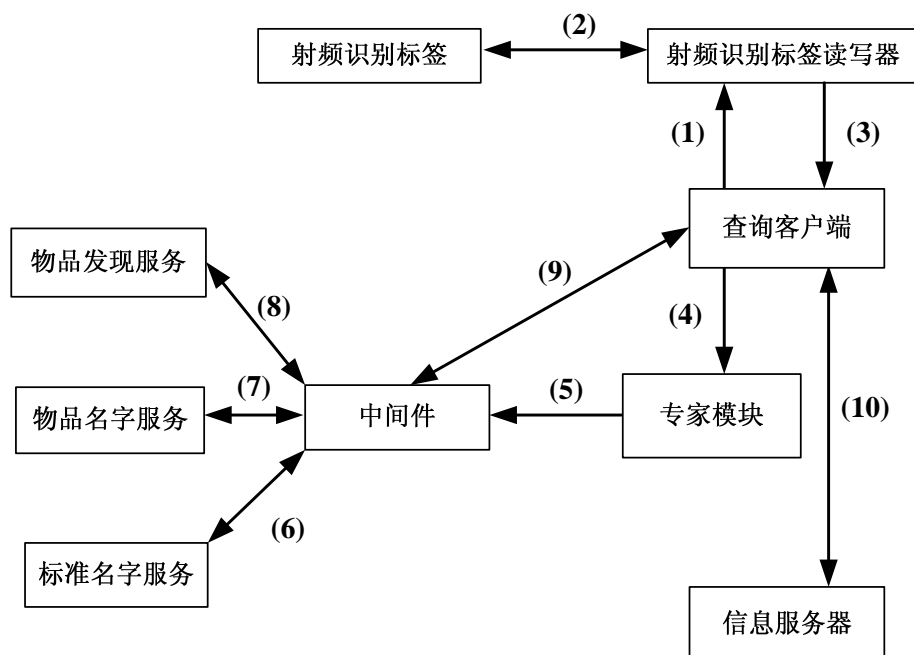 (2)
射频识别标签
射频识别标签读写器
(1)
(3)
查询客户端
物品发现服务
(9)
(8)
(4)
(7)
(5)
物品名字服务
中间件
专家模块
(10)
(6)
标准名字服务
信息服务器